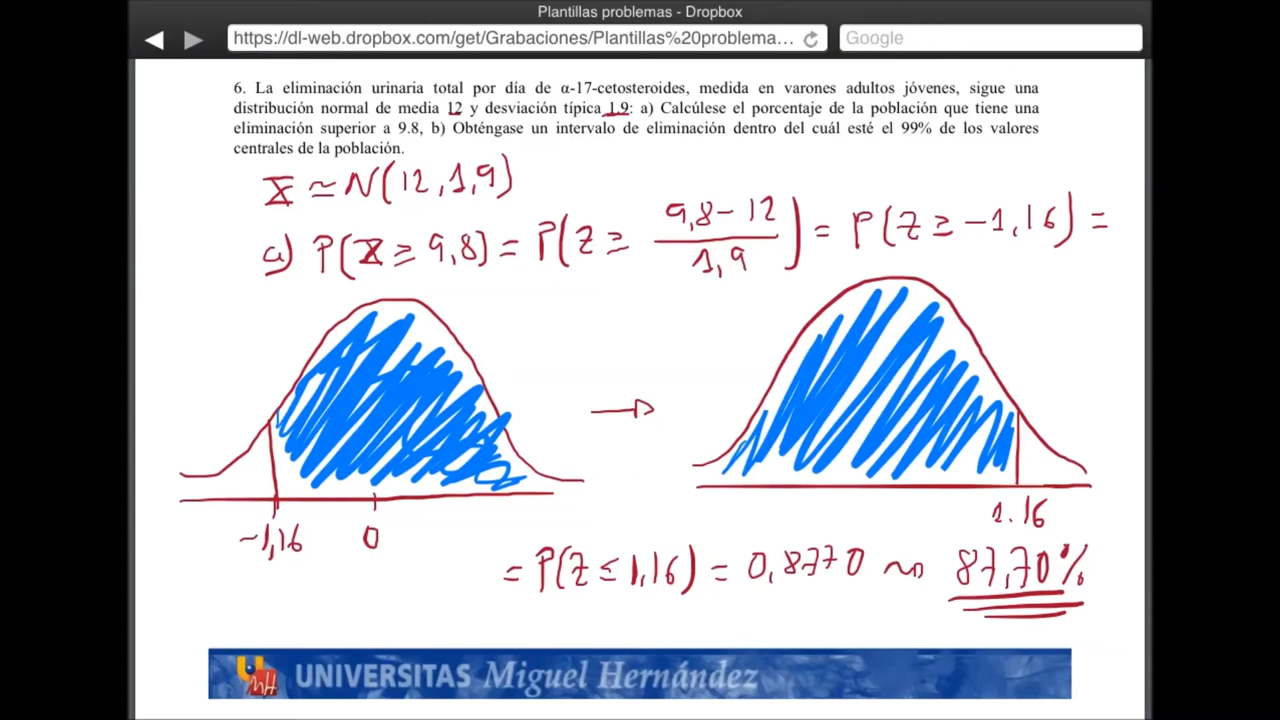 Plantillas problemas - Dropbox
https://dl-web.dropbox.com/get/Grabaciones/Plantillas%20problema... Google
6. La eliminación urinaria total por día de α-17-cetosteroides, medida en varones adultos jóvenes, sigue una
distribución normal de media 12 y desviación típica 1.9: a) Calcúlese el porcentaje de la población que tiene una
eliminación superior a 9.8, b) Obténgase un intervalo de eliminación dentro del cuál esté el 99% de los valores
centrales de la población.
X ≃ N(12,1,9)
a) P(X ≥ 9,8) = P(Z ≥ (9,8-12)/1,9) = P(Z ≥ -1,16) =
-1,16 0
1.16
= P(Z ≤ 1,16) = 0,8770 ~> 87,70%
UMH UNIVERSITAS Miguel Hernández